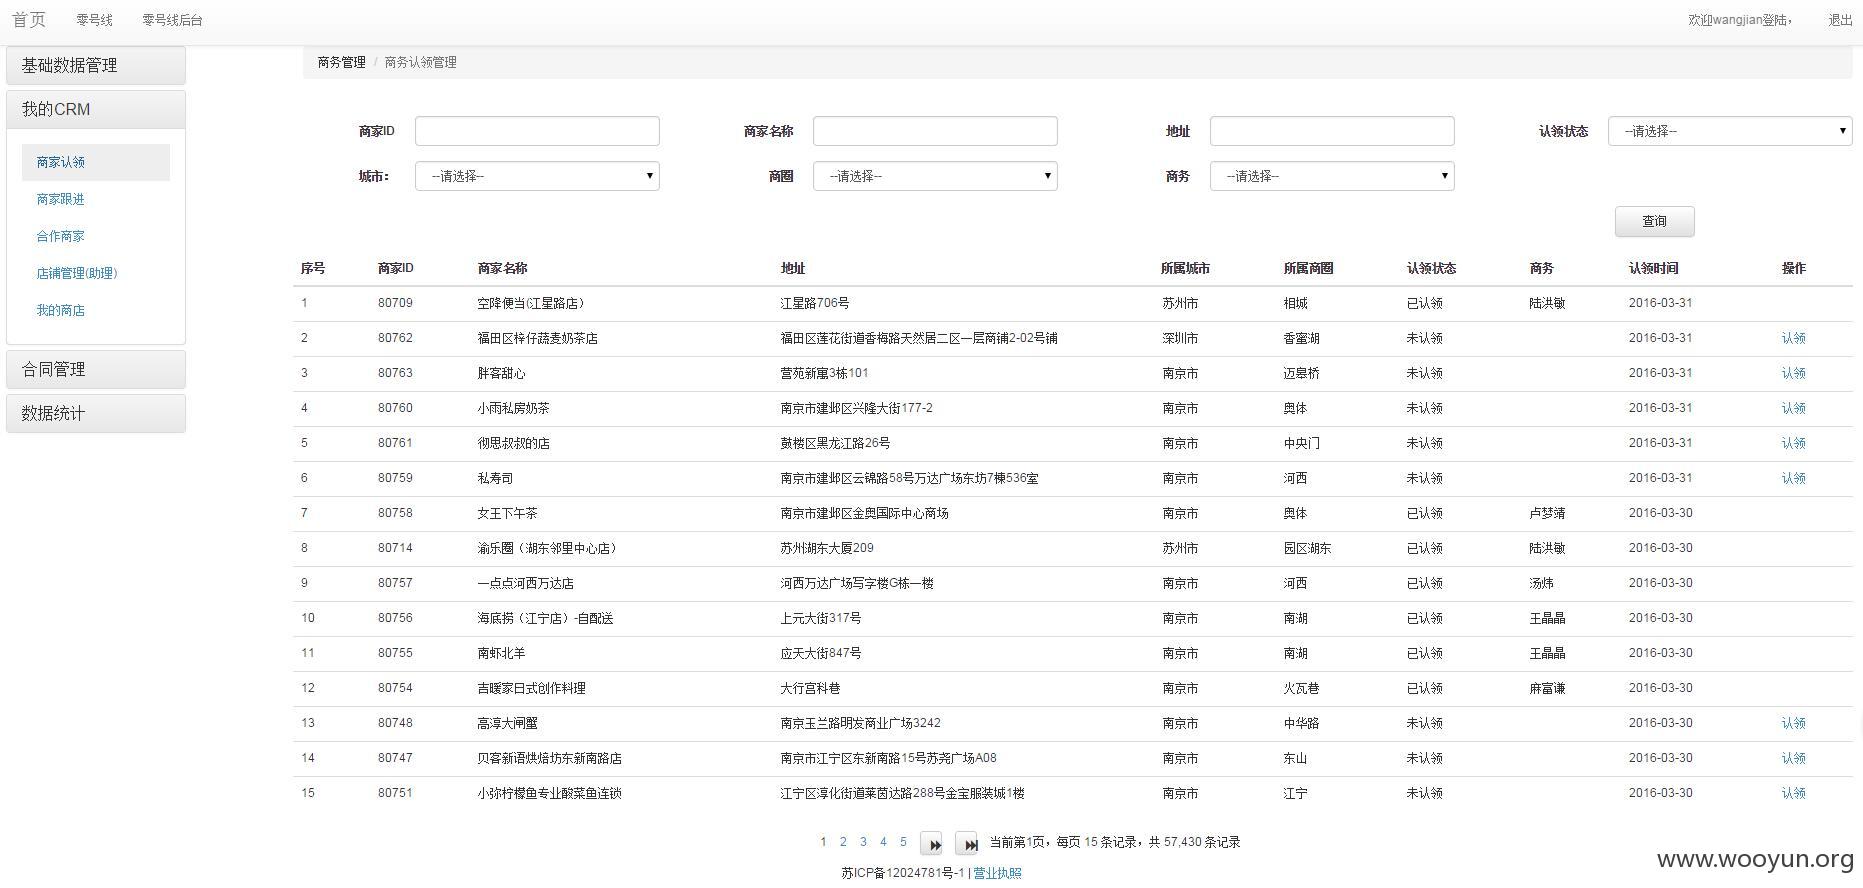 首页 零号线 零号线后台 欢迎wangjian登陆， 退出
基础数据管理
我的CRM
商家认领
商家跟进
合作商家
店铺管理(助理)
我的商店
合同管理
数据统计
商务管理 / 商务认领管理
商家ID 商家名称 地址 认领状态 --请选择--
城市： --请选择-- 商圈 --请选择-- 商务 --请选择--
查询
序号 商家ID 商家名称 地址 所属城市 所属商圈 认领状态 商务 认领时间 操作
1 80709 空降便当(江星路店） 江星路706号 苏州市 相城 已认领 陆洪敏 2016-03-31
2 80762 福田区梓仔蔬麦奶茶店 福田区莲花街道香梅路天然居二区一层商铺2-02号铺 深圳市 香蜜湖 未认领 2016-03-31 认领
3 80763 胖客甜心 营苑新寓3栋101 南京市 迈皋桥 未认领 2016-03-31 认领
4 80760 小雨私房奶茶 南京市建邺区兴隆大街177-2 南京市 奥体 未认领 2016-03-31 认领
5 80761 彻思叔叔的店 鼓楼区黑龙江路26号 南京市 中央门 未认领 2016-03-31 认领
6 80759 私寿司 南京市建邺区云锦路58号万达广场东坊7棟536室 南京市 河西 未认领 2016-03-31 认领
7 80758 女王下午茶 南京市建邺区金奥国际中心商场 南京市 奥体 已认领 卢梦靖 2016-03-30
8 80714 渝乐圈（湖东邻里中心店） 苏州湖东大厦209 苏州市 园区湖东 已认领 陆洪敏 2016-03-30
9 80757 一点点河西万达店 河西万达广场写字楼G栋一楼 南京市 河西 已认领 汤炜 2016-03-30
10 80756 海底捞（江宁店）-自配送 上元大街317号 南京市 南湖 已认领 王晶晶 2016-03-30
11 80755 南虾北羊 应天大街847号 南京市 南湖 已认领 王晶晶 2016-03-30
12 80754 吉暖家日式创作料理 大行宫科巷 南京市 火瓦巷 已认领 麻富谦 2016-03-30
13 80748 高淳大闸蟹 南京玉兰路明发商业广场3242 南京市 中华路 未认领 2016-03-30 认领
14 80747 贝客新语烘焙坊东新南路店 南京市江宁区东新南路15号苏尧广场A08 南京市 东山 未认领 2016-03-30 认领
15 80751 小弥柠檬鱼专业酸菜鱼连锁 江宁区淳化街道莱茵达路288号金宝服装城1楼 南京市 江宁 未认领 2016-03-30 认领
1 2 3 4 5 当前第1页，每页 15 条记录，共 57,430 条记录
苏ICP备12024781号-1 | 营业执照
www.wooyun.org